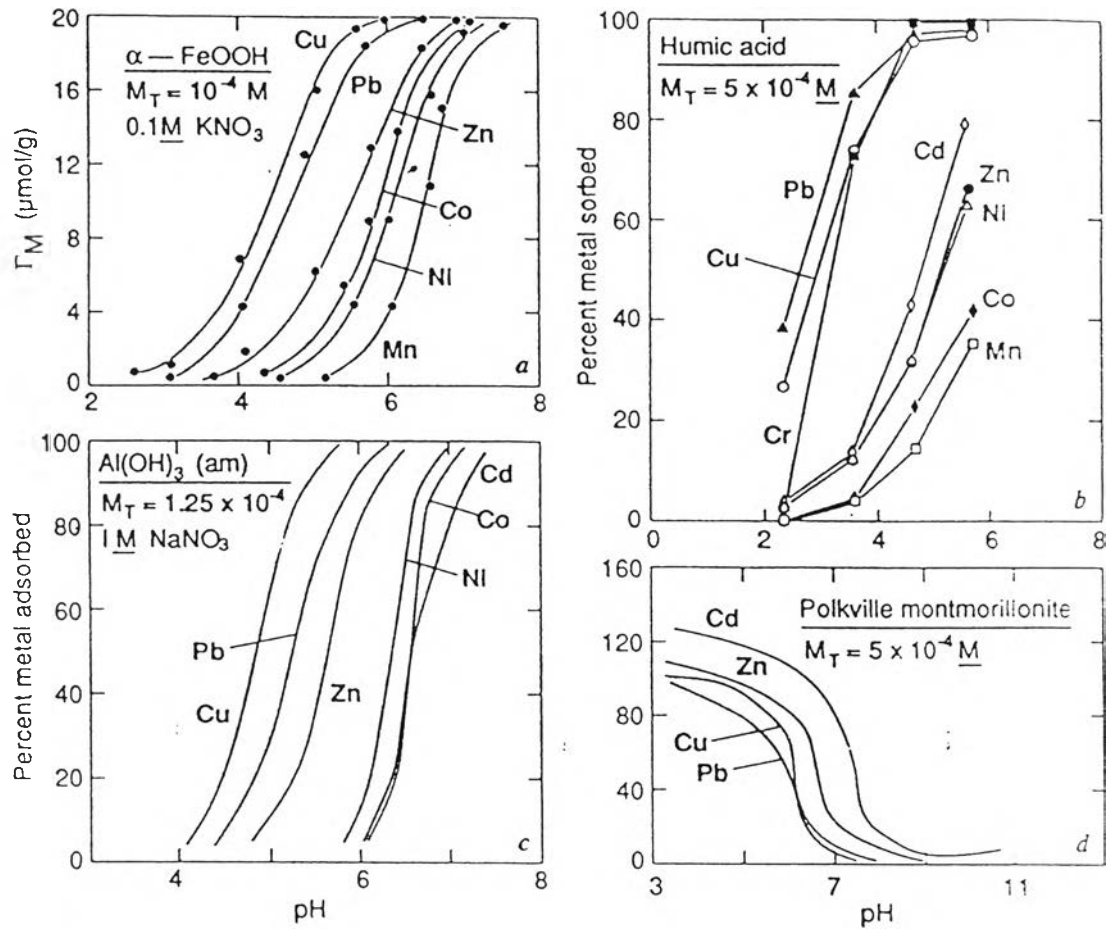 α — FeOOH
M_T = 10⁻⁴ M
0.1M KNO₃
Cu
Pb
Zn
Co
NI
Mn
a
Γ_M (μmol/g)
20
16
12
8
4
0
2
4
6
8
Humic acid
M_T = 5 x 10⁻⁴ M
Pb
Cu
Cr
Cd
Zn
Ni
Co
Mn
b
Percent metal sorbed
100
80
60
40
20
0
0
2
4
6
8
Al(OH)₃ (am)
M_T = 1.25 x 10⁻⁴
I M NaNO₃
Cd
Co
NI
Pb
Cu
Zn
c
Percent metal adsorbed
100
80
60
40
20
0
4
6
8
pH
Polkville montmorillonite
M_T = 5 x 10⁻⁴ M
Cd
Zn
Cu
Pb
d
160
120
80
40
0
3
7
11
pH